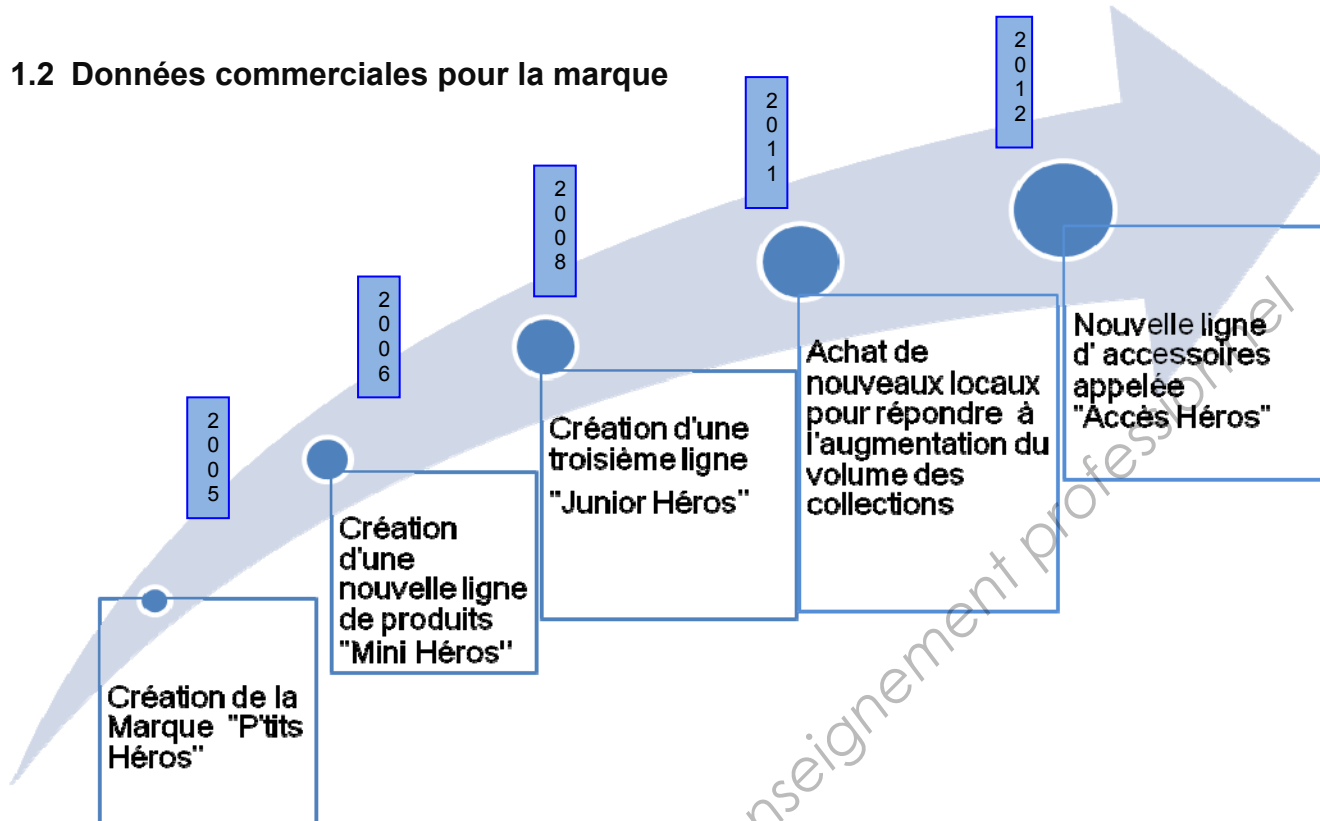 1.2 Données commerciales pour la marque
2005
Création de la
Marque "P'tits
Héros"
2006
Création
d'une
nouvelle ligne
de produits
"Mini Héros"
2008
Création d'une
troisième ligne
"Junior Héros"
2011
Achat de
nouveaux locaux
pour répondre à
l'augmentation du
volume des
collections
2012
Nouvelle ligne
d' accessoires
appelée
"Accès Héros"
nseignement professionnel